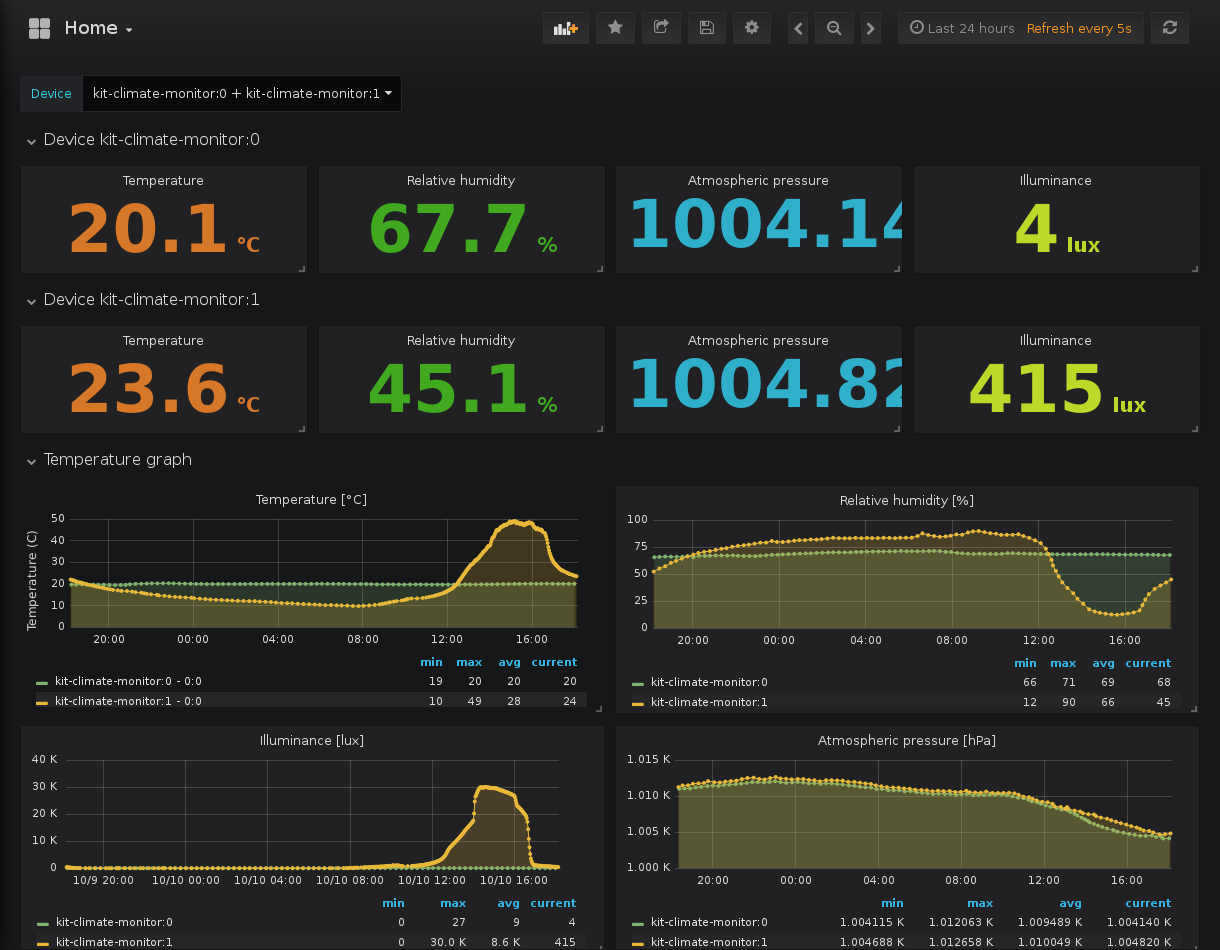 Home
Last 24 hours Refresh every 5s
Device kit-climate-monitor:0 + kit-climate-monitor:1
Device kit-climate-monitor:0
Temperature Relative humidity Atmospheric pressure Illuminance
20.1 °C 67.7 % 1004.14 4 lux
Device kit-climate-monitor:1
Temperature Relative humidity Atmospheric pressure Illuminance
23.6 °C 45.1 % 1004.82 415 lux
Temperature graph
Temperature [°C]
Temperature (C)
50
40
30
20
10
0
20:00 00:00 04:00 08:00 12:00 16:00
min max avg current
kit-climate-monitor:0 - 0:0 19 20 20 20
kit-climate-monitor:1 - 0:0 10 49 28 24
Relative humidity [%]
100
75
50
25
0
20:00 00:00 04:00 08:00 12:00 16:00
min max avg current
kit-climate-monitor:0 66 71 69 68
kit-climate-monitor:1 12 90 66 45
Illuminance [lux]
40 K
30 K
20 K
10 K
0
10/9 20:00 10/10 00:00 10/10 04:00 10/10 08:00 10/10 12:00 10/10 16:00
min max avg current
kit-climate-monitor:0 0 27 9 4
kit-climate-monitor:1 0 30.0 K 8.6 K 415
Atmospheric pressure [hPa]
1.015 K
1.010 K
1.005 K
1.000 K
20:00 00:00 04:00 08:00 12:00 16:00
min max avg current
kit-climate-monitor:0 1.004115 K 1.012063 K 1.009489 K 1.004140 K
kit-climate-monitor:1 1.004688 K 1.012658 K 1.010049 K 1.004820 K